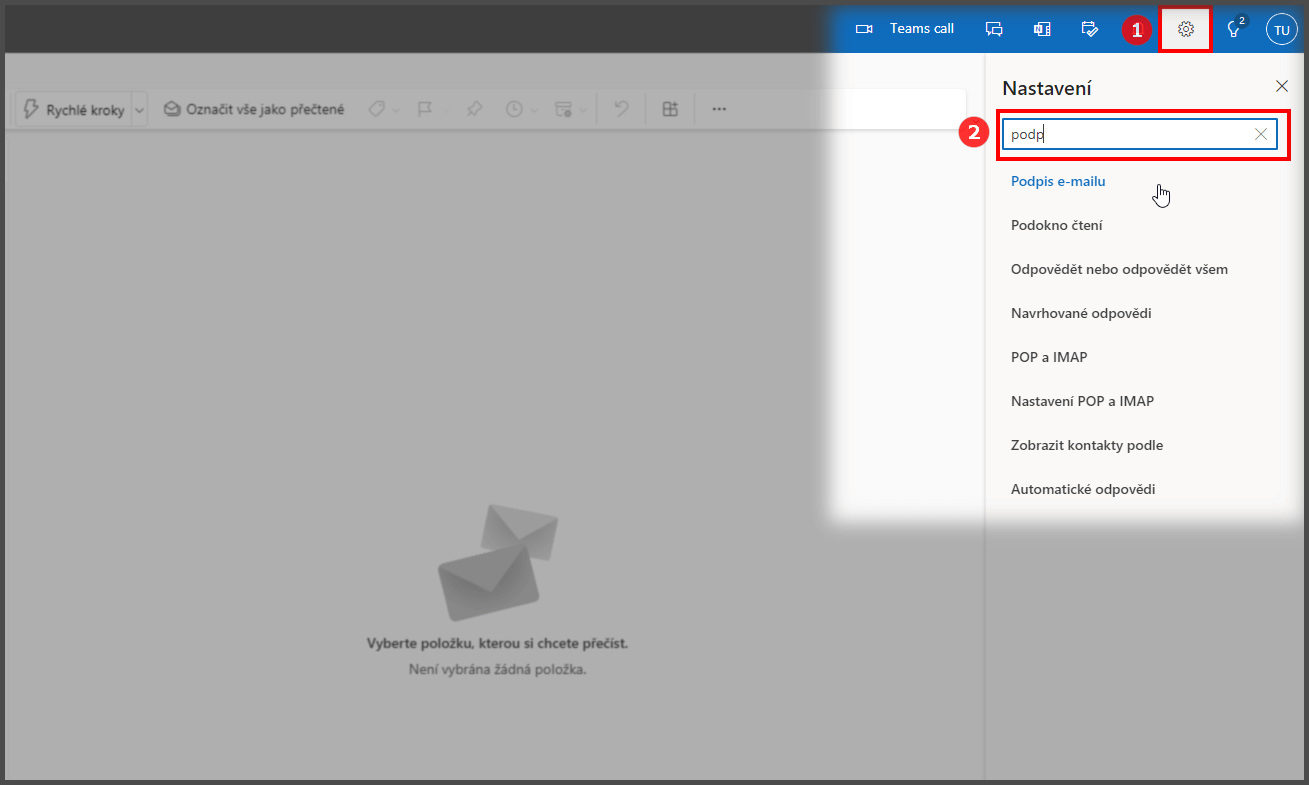 Teams call
1
2
TU
Rychlé kroky
Označit vše jako přečtené
Nastavení
2
podp
Podpis e-mailu
Podokno čtení
Odpovědět nebo odpovědět všem
Navrhované odpovědi
POP a IMAP
Nastavení POP a IMAP
Zobrazit kontakty podle
Automatické odpovědi
Vyberte položku, kterou si chcete přečíst.
Není vybrána žádná položka.